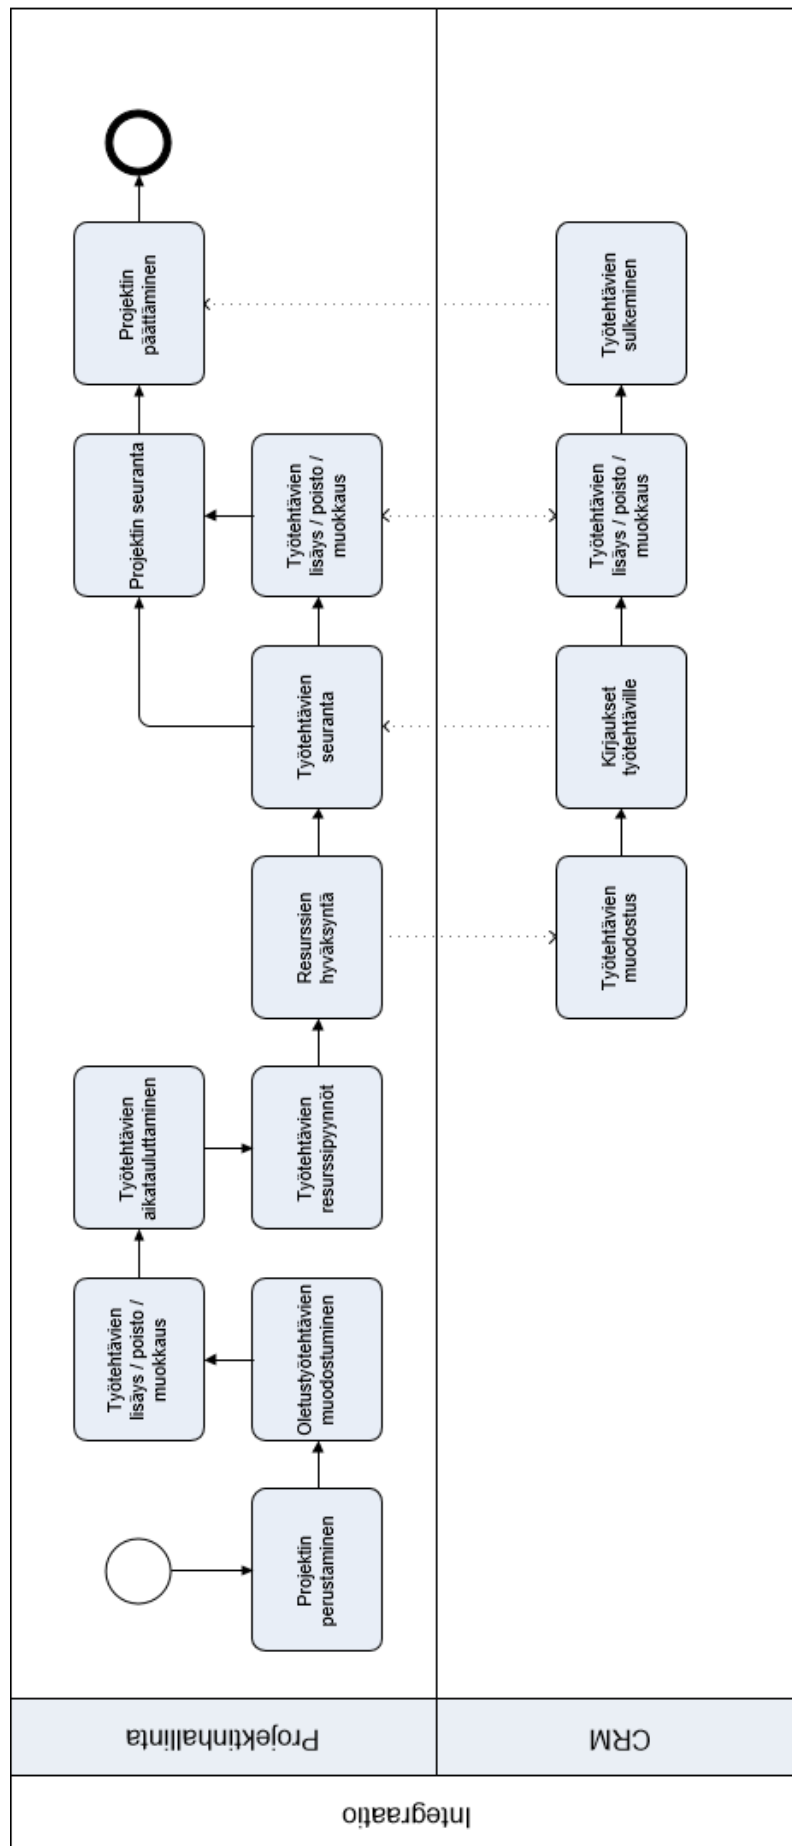 Integraatio
Projektinhallinta
Projektin
perustaminen
Oletustyötehtävien
muodostuminen
Työtehtävien
lisäys / poisto /
muokkaus
Työtehtävien
aikatauluttaminen
Työtehtävien
resurssipyynnöt
Resurssien
hyväksyntä
Työtehtävien
seuranta
Työtehtävien
lisäys / poisto /
muokkaus
Projektin seuranta
Projektin
päättäminen
CRM
Työtehtävien
muodostus
Kirjaukset
työtehtäville
Työtehtävien
lisäys / poisto /
muokkaus
Työtehtävien
sulkeminen